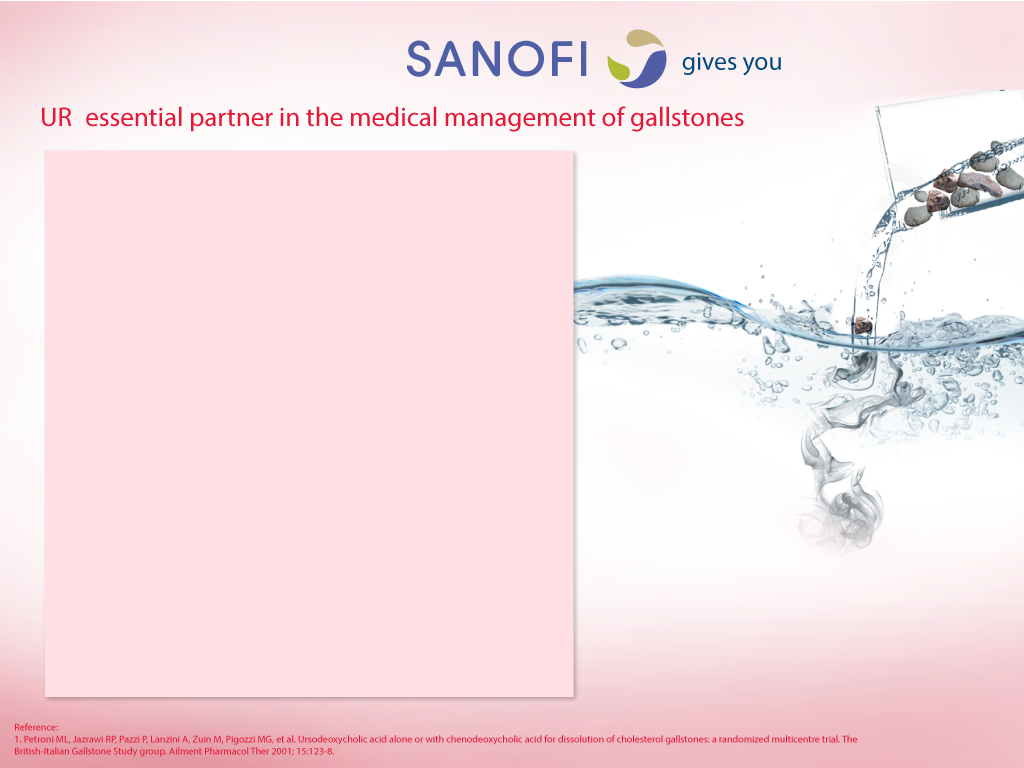 SANOFI gives you
UR essential partner in the medical management of gallstones
Reference:
1. Petroni ML, Jazrawi RP, Pazzi P, Lanzini A, Zuin M, Pigozzi MG, et al. Ursodeoxycholic acid alone or with chenodeoxycholic acid for dissolution of cholesterol gallstones: a randomized multicentre trial. The
British-Italian Gallstone Study group. Ailment Pharmacol Ther 2001; 15:123-8.